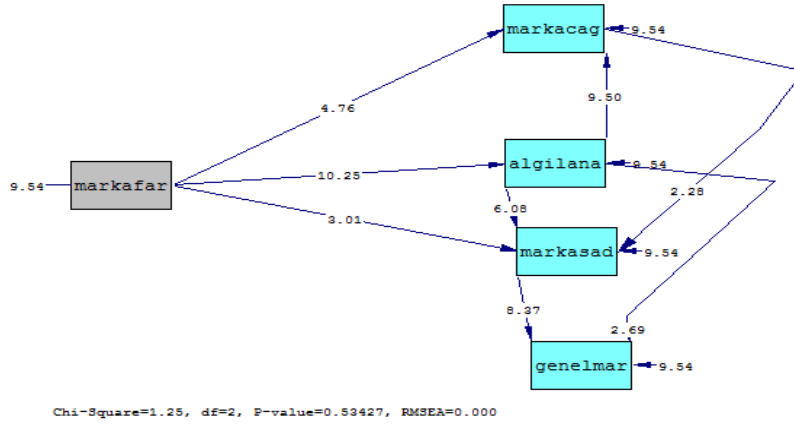 markacag
9.54
4.76
9.50
algilana
9.54
10.25
9.54
markafar
2.28
6.08
3.01
markasad
9.54
8.37
2.69
genelmar
9.54
Chi-Square=1.25, df=2, P-value=0.53427, RMSEA=0.000